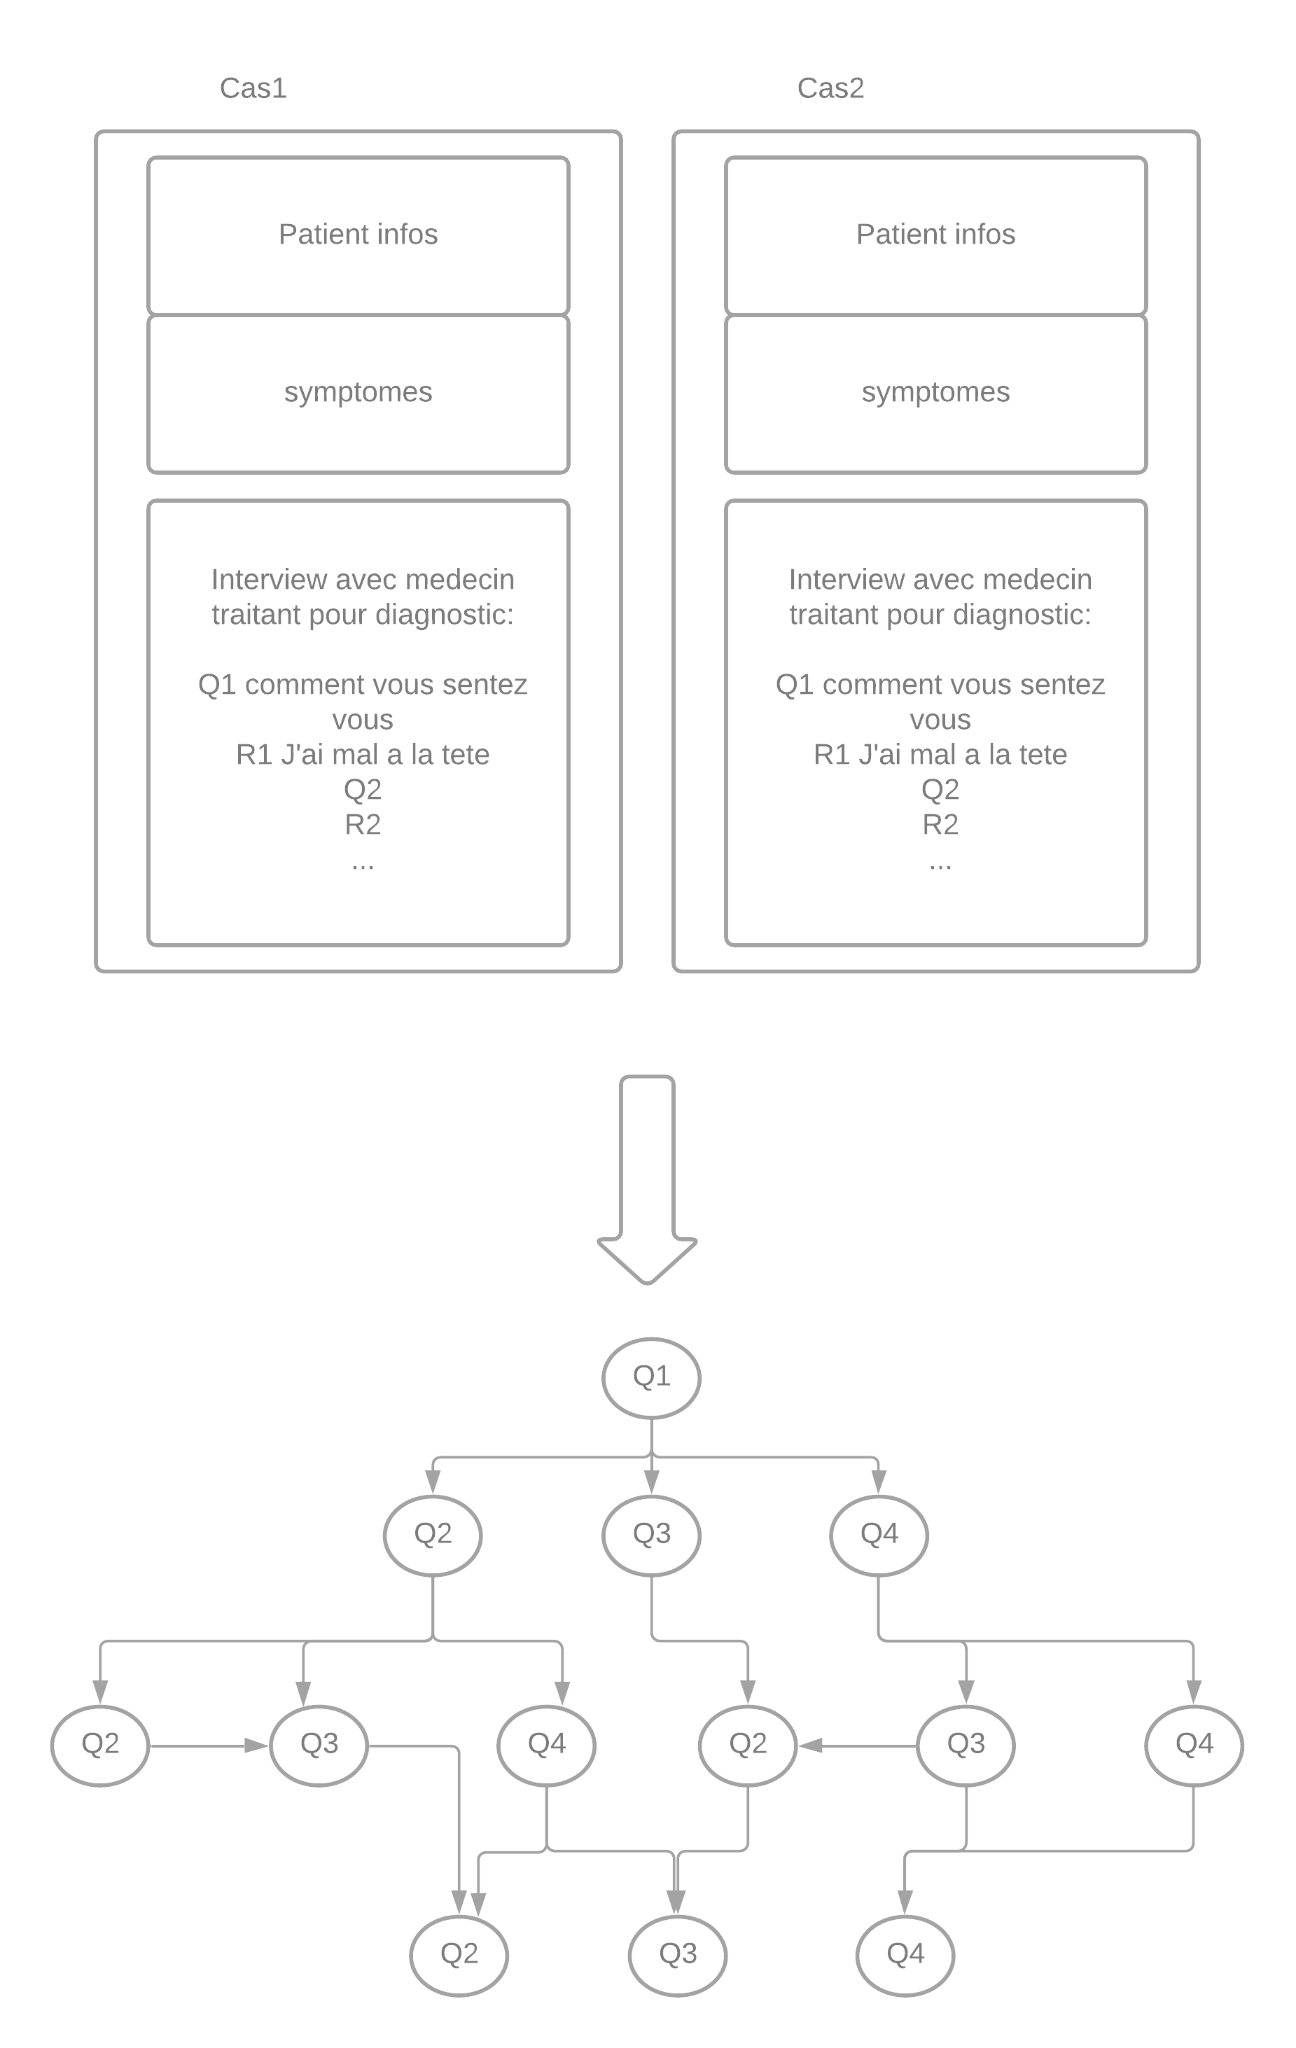 Cas1
Cas2
Patient infos
symptomes
Interview avec medecin
traitant pour diagnostic:
Q1 comment vous sentez
vous
R1 J'ai mal a la tete
Q2
R2
...
Patient infos
symptomes
Interview avec medecin
traitant pour diagnostic:
Q1 comment vous sentez
vous
R1 J'ai mal a la tete
Q2
R2
...
Q1
Q2
Q3
Q4
Q2
Q3
Q4
Q2
Q3
Q4
Q2
Q3
Q4